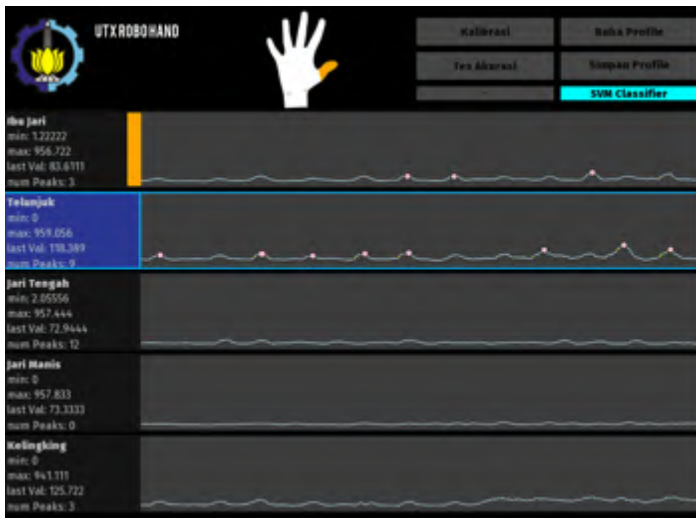 UTX ROBO HAND
Kalibrasi
Buka Profile
Tes Akurasi
Simpan Profile
-
SVM Classifier
Ibu Jari
min: 1.22222
max: 956.722
last Val: 83.6111
num Peaks: 3
Telunjuk
min: 0
max: 959.056
last Val: 118.389
num Peaks: 9
Jari Tengah
min: 2.05556
max: 957.444
last Val: 72.9444
num Peaks: 12
Jari Manis
min: 0
max: 957.833
last Val: 73.3333
num Peaks: 0
Kelingking
min: 0
max: 941.111
last Val: 125.722
num Peaks: 3